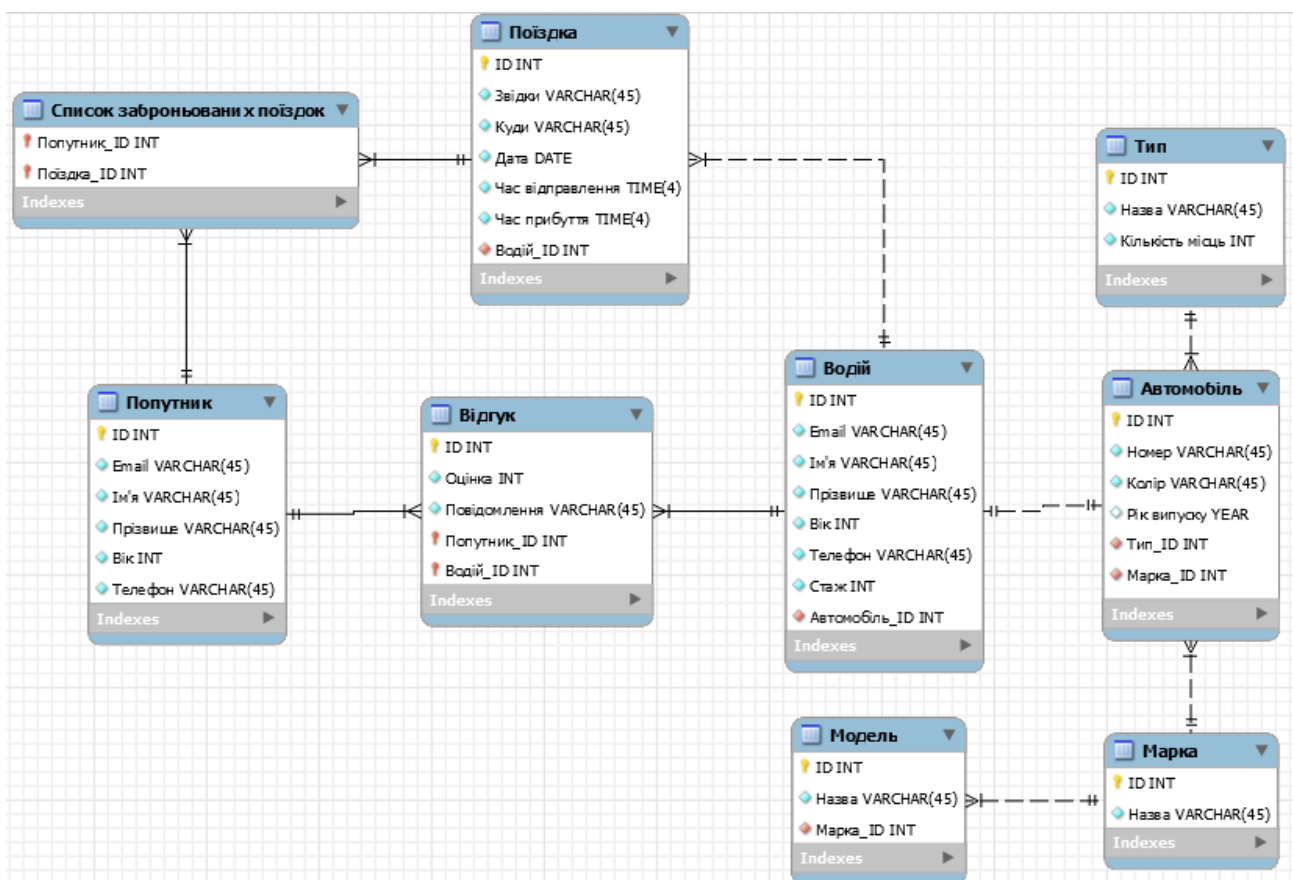 Поїздка
ID INT
Звідки VARCHAR(45)
Куди VARCHAR(45)
Дата DATE
Час відправлення TIME(4)
Час прибуття TIME(4)
Водій_ID INT
Indexes
Список заброньованих поїздок
Попутник_ID INT
Поїздка_ID INT
Indexes
Тип
ID INT
Назва VARCHAR(45)
Кількість місць INT
Indexes
Попутник
ID INT
Email VARCHAR(45)
Ім'я VARCHAR(45)
Прізвище VARCHAR(45)
Вік INT
Телефон VARCHAR(45)
Indexes
Відгук
ID INT
Оцінка INT
Повідомлення VARCHAR(45)
Попутник_ID INT
Водій_ID INT
Indexes
Водій
ID INT
Email VARCHAR(45)
Ім'я VARCHAR(45)
Прізвище VARCHAR(45)
Вік INT
Телефон VARCHAR(45)
Стаж INT
Автомобіль_ID INT
Indexes
Автомобіль
ID INT
Номер VARCHAR(45)
Колір VARCHAR(45)
Рік випуску YEAR
Тип_ID INT
Марка_ID INT
Indexes
Модель
ID INT
Назва VARCHAR(45)
Марка_ID INT
Indexes
Марка
ID INT
Назва VARCHAR(45)
Indexes